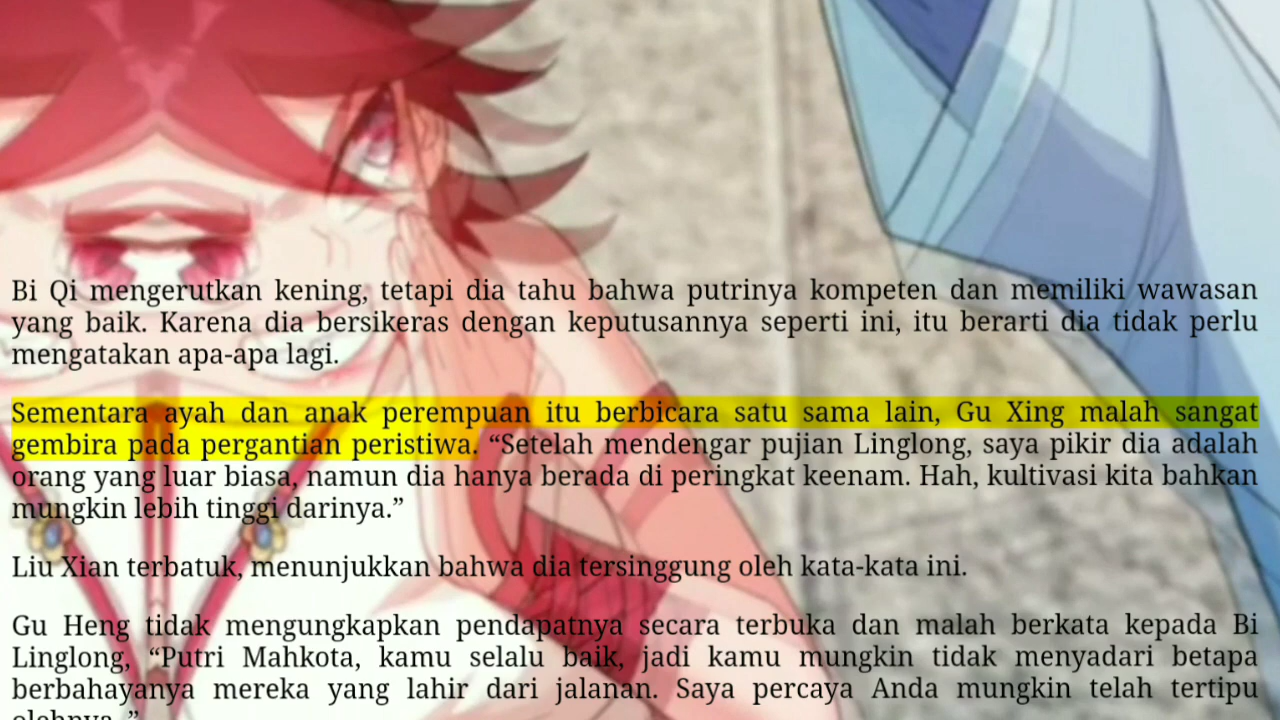 Bi Qi mengerutkan kening, tetapi dia tahu bahwa putrinya kompeten dan memiliki wawasan
yang baik. Karena dia bersikeras dengan keputusannya seperti ini, itu berarti dia tidak perlu
mengatakan apa-apa lagi.
Sementara ayah dan anak perempuan itu berbicara satu sama lain, Gu Xing malah sangat
gembira pada pergantian peristiwa. “Setelah mendengar pujian Linglong, saya pikir dia adalah
orang yang luar biasa, namun dia hanya berada di peringkat keenam. Hah, kultivasi kita bahkan
mungkin lebih tinggi darinya.”
Liu Xian terbatuk, menunjukkan bahwa dia tersinggung oleh kata-kata ini.
Gu Heng tidak mengungkapkan pendapatnya secara terbuka dan malah berkata kepada Bi
Linglong, “Putri Mahkota, kamu selalu baik, jadi kamu mungkin tidak menyadari betapa
berbahayanya mereka yang lahir dari jalanan. Saya percaya Anda mungkin telah tertipu